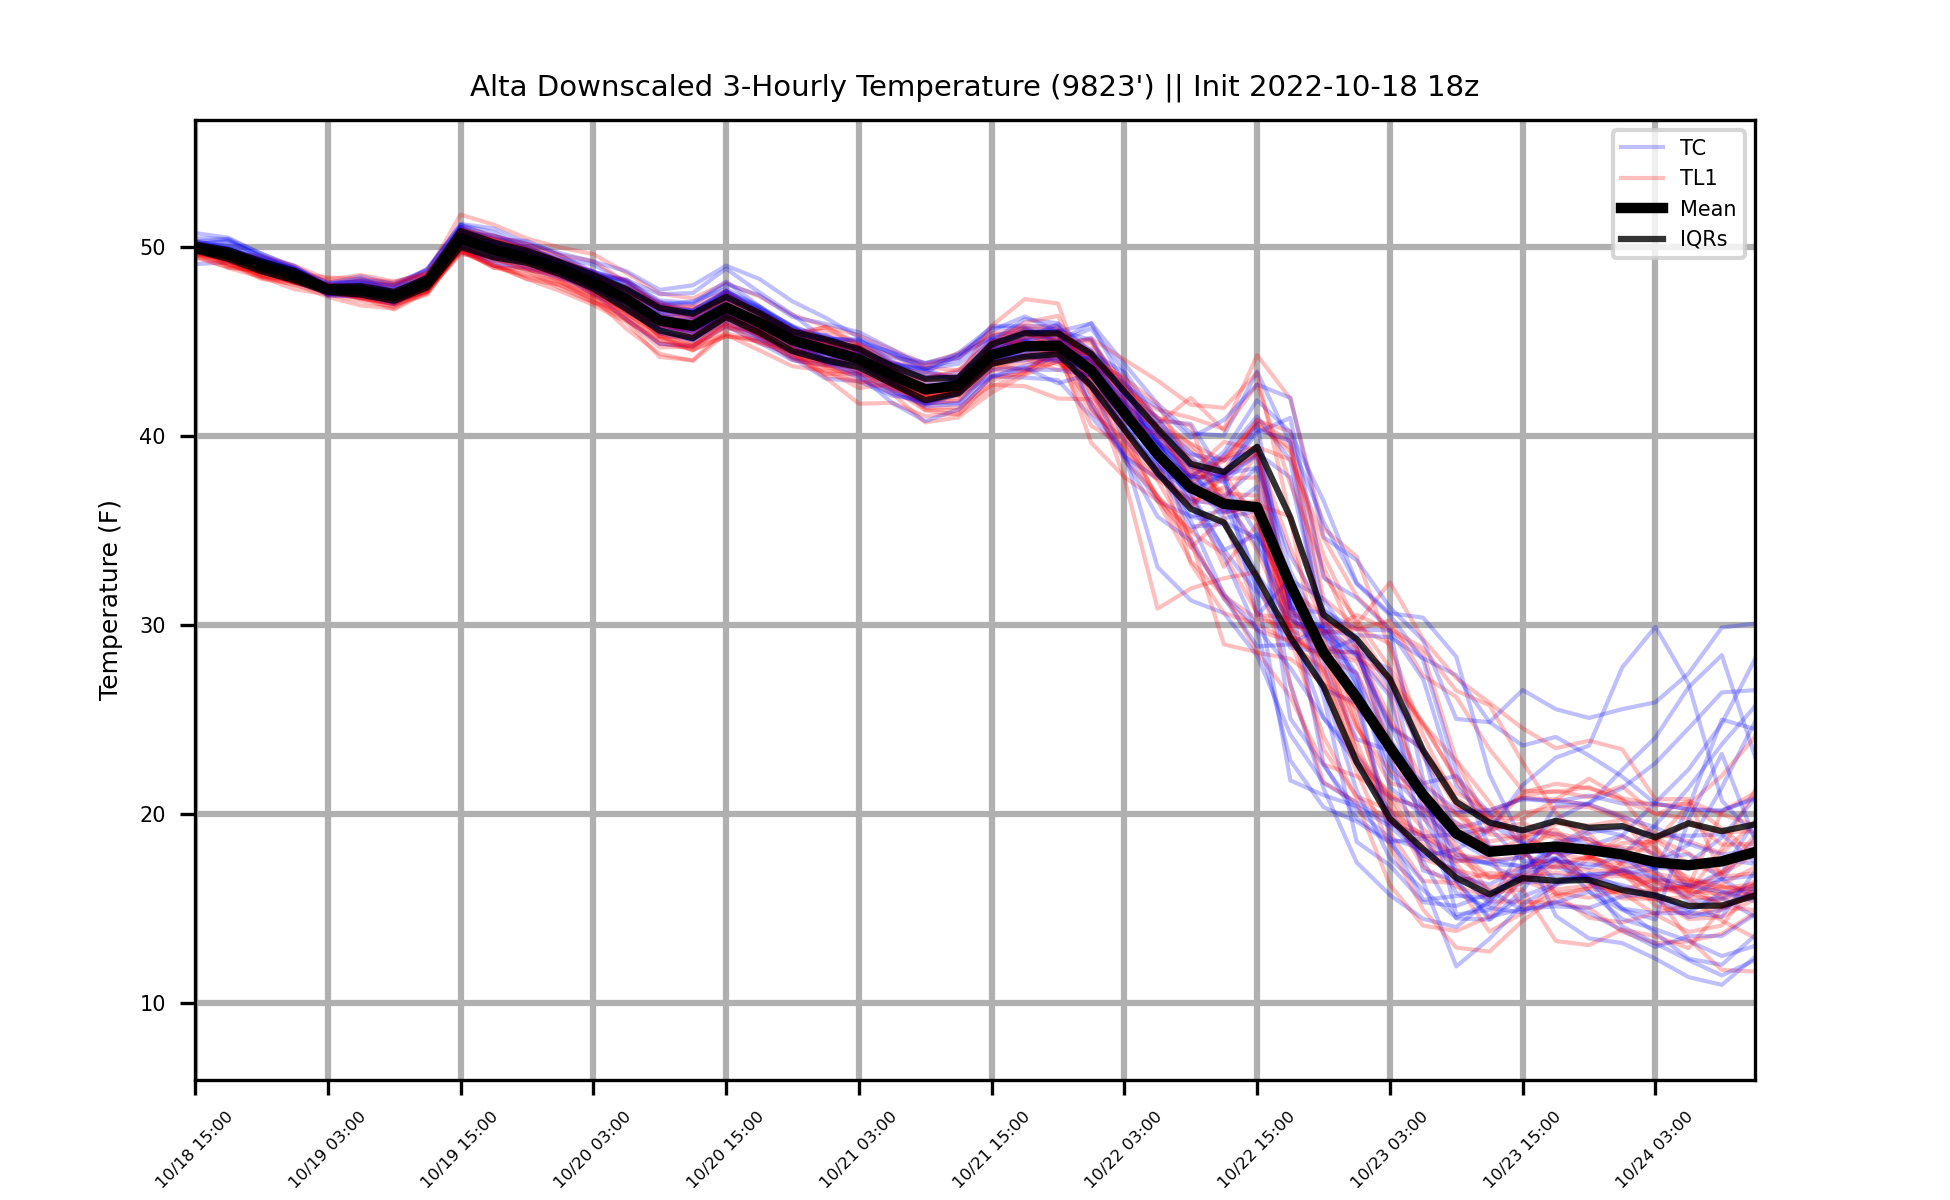 Alta Downscaled 3-Hourly Temperature (9823') || Init 2022-10-18 18z
TC
TL1
Mean
IQRs
Temperature (F)
50
40
30
20
10
10/18 15:00
10/19 03:00
10/19 15:00
10/20 03:00
10/20 15:00
10/21 03:00
10/21 15:00
10/22 03:00
10/22 15:00
10/23 03:00
10/23 15:00
10/24 03:00